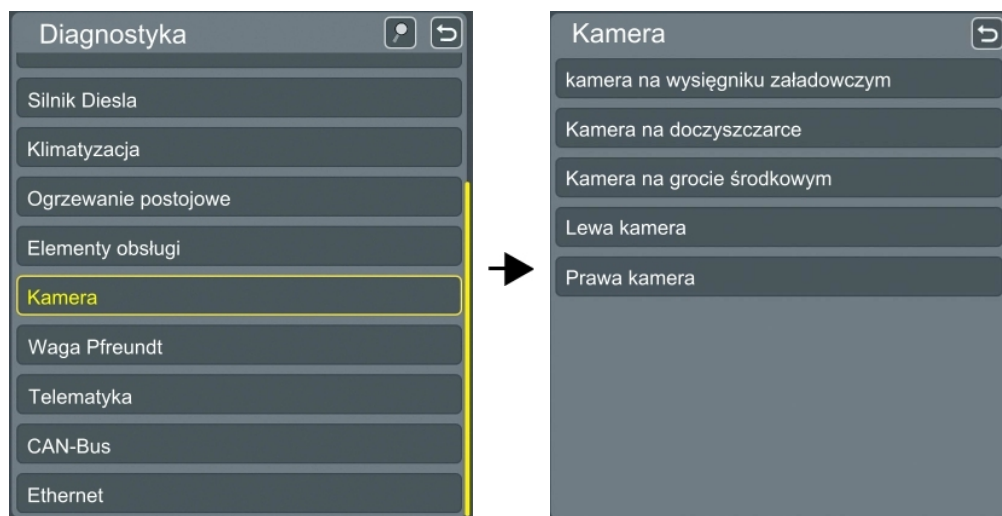 Diagnostyka
Silnik Diesla
Klimatyzacja
Ogrzewanie postojowe
Elementy obsługi
Kamera
Waga Pfreundt
Telematyka
CAN-Bus
Ethernet
Kamera
kamera na wysięgniku załadowczym
Kamera na doczyszczarce
Kamera na grocie środkowym
Lewa kamera
Prawa kamera